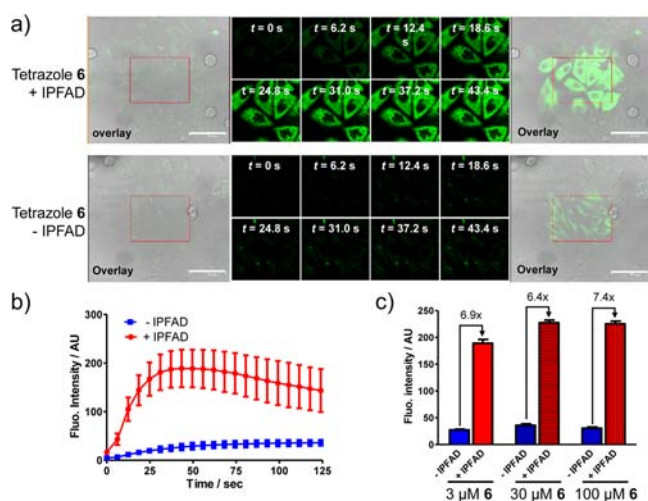 a)
Tetrazole 6
+ IPFAD
overlay
t = 0 s
t = 6.2 s
t = 12.4 s
t = 18.6 s
t = 24.8 s
t = 31.0 s
t = 37.2 s
t = 43.4 s
Tetrazole 6
- IPFAD
Overlay
t = 0 s
t = 6.2 s
t = 12.4 s
t = 18.6 s
t = 24.8 s
t = 31.0 s
t = 37.2 s
t = 43.4 s
b)
- IPFAD
+ IPFAD
Fluo. Intensity / AU
300
200
100
0
0 25 50 75 100 125
Time / sec
c)
6.9x 6.4x 7.4x
Fluo. intensity / AU
250
200
150
100
50
0
- IPFAD + IPFAD - IPFAD + IPFAD - IPFAD + IPFAD
3 µM 6 30 µM 6 100 µM 6